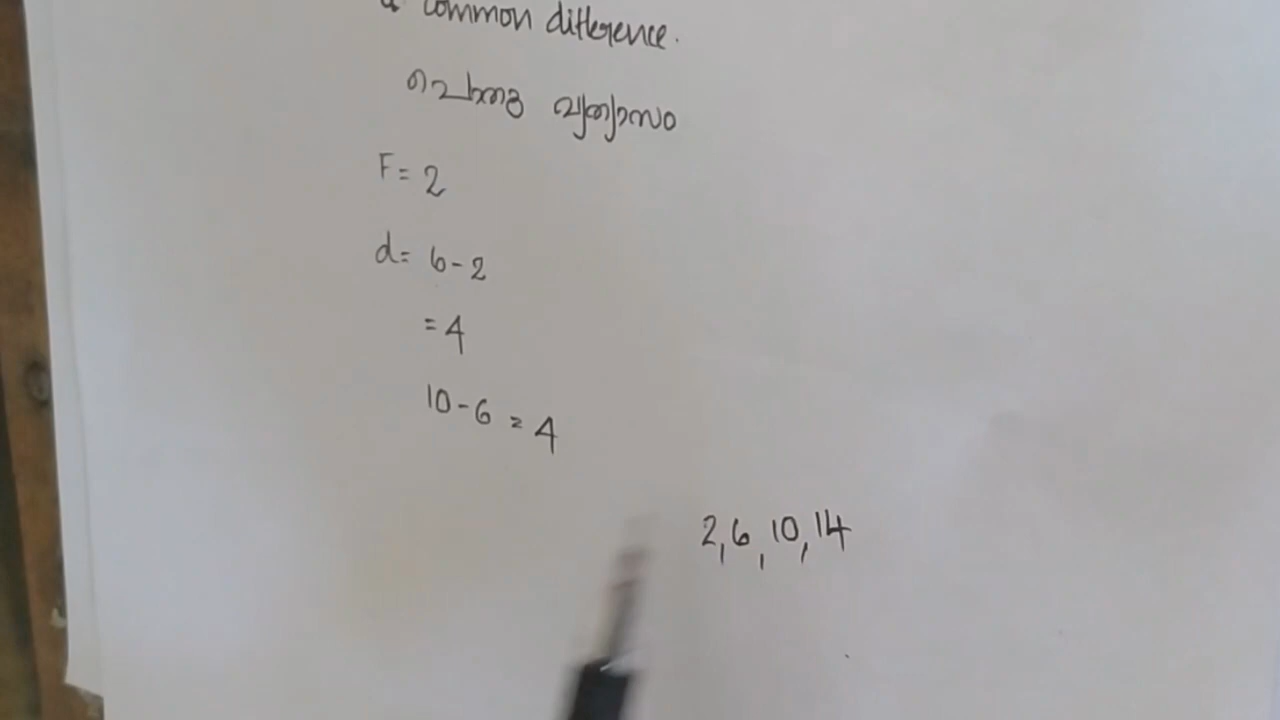 common difference.
പൊതു വ്യത്യാസം
F = 2
d = 6 - 2
= 4
10 - 6 = 4
2, 6, 10, 14